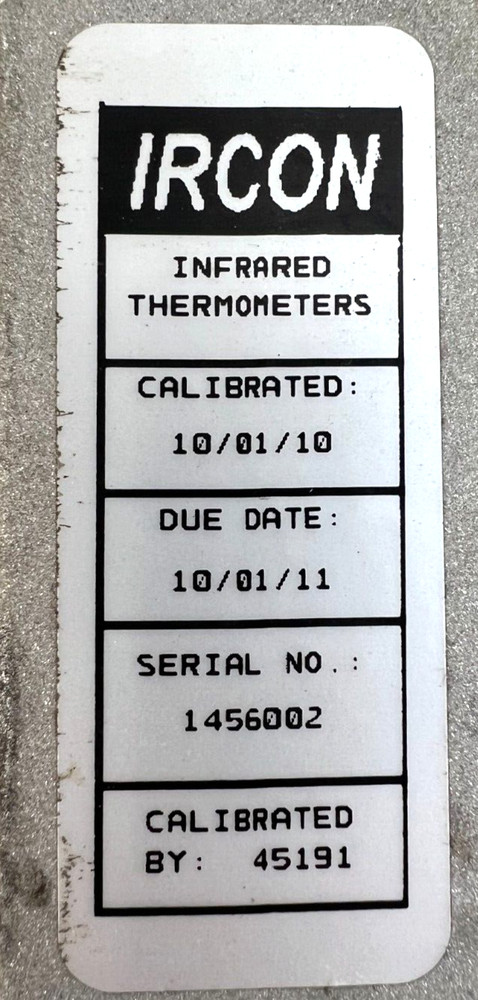 IRCON
INFRARED
THERMOMETERS
CALIBRATED:
10/01/10
DUE DATE:
10/01/11
SERIAL NO.:
1456002
CALIBRATED
BY: 45191